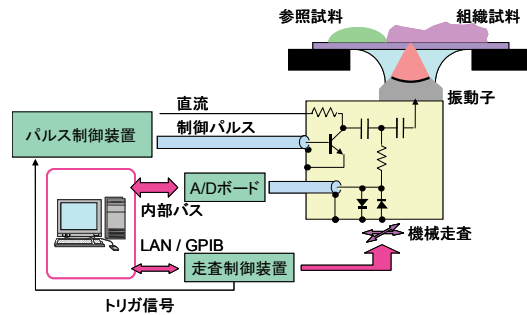 参照試料
組織試料
直流
振動子
パルス制御装置
制御パルス
A/Dボード
内部バス
機械走査
LAN / GPIB
走査制御装置
トリガ信号